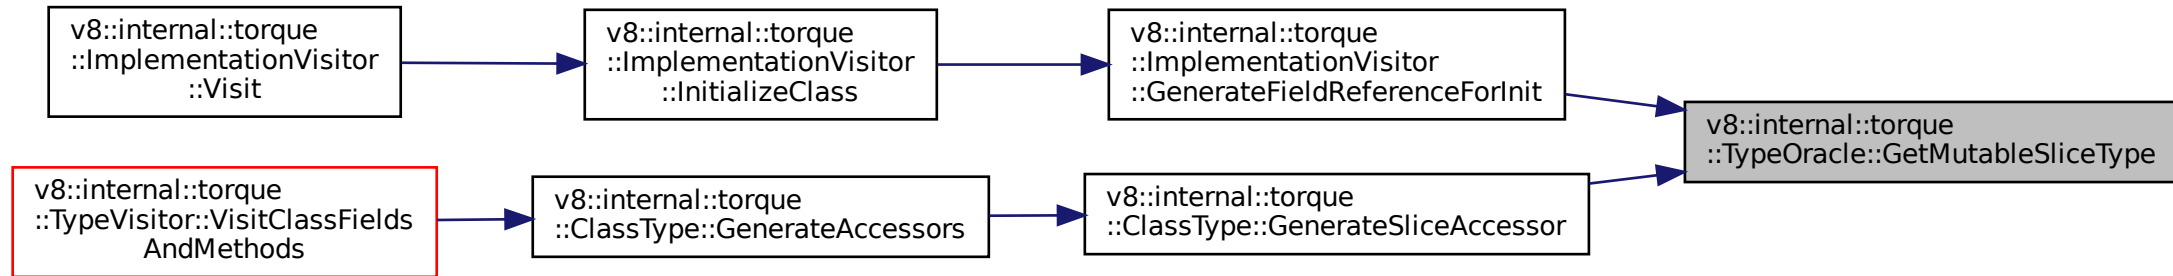 v8::internal::torque
::ImplementationVisitor
::Visit
v8::internal::torque
::ImplementationVisitor
::InitializeClass
v8::internal::torque
::ImplementationVisitor
::GenerateFieldReferenceForInit
v8::internal::torque
::TypeOracle::GetMutableSliceType
v8::internal::torque
::TypeVisitor::VisitClassFields
AndMethods
v8::internal::torque
::ClassType::GenerateAccessors
v8::internal::torque
::ClassType::GenerateSliceAccessor